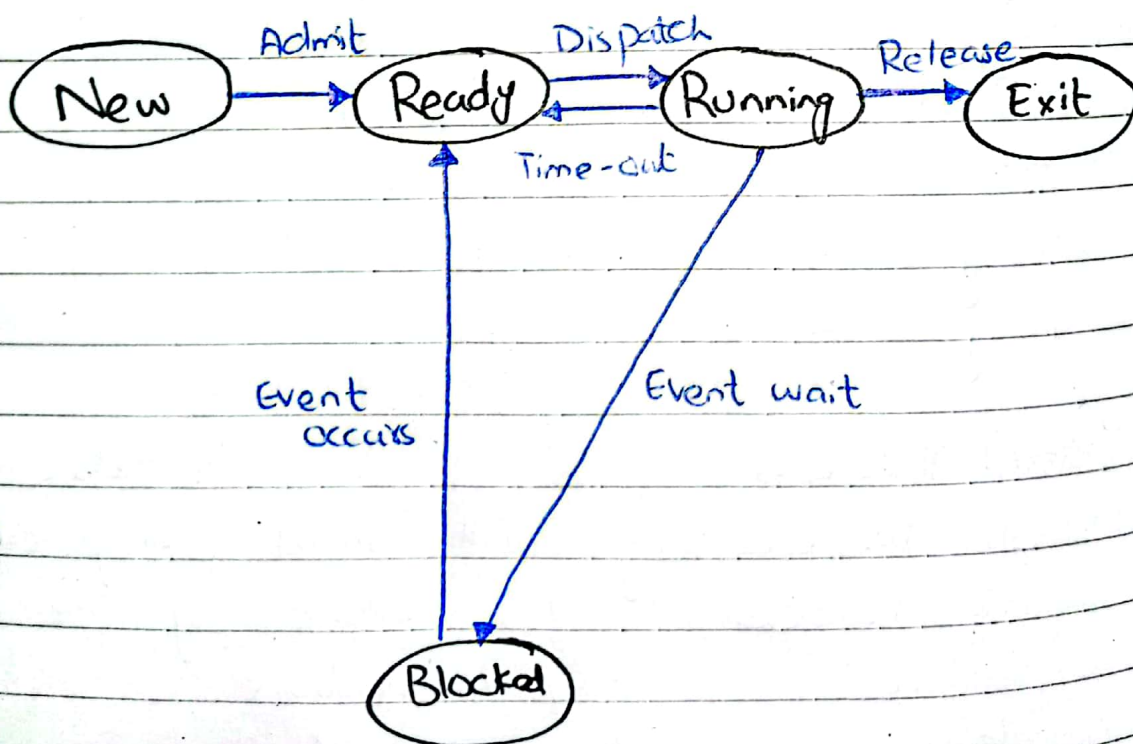 Admit
Dispatch
Release
New
Ready
Running
Exit
Time-out
Event
occurs
Event wait
Blocked